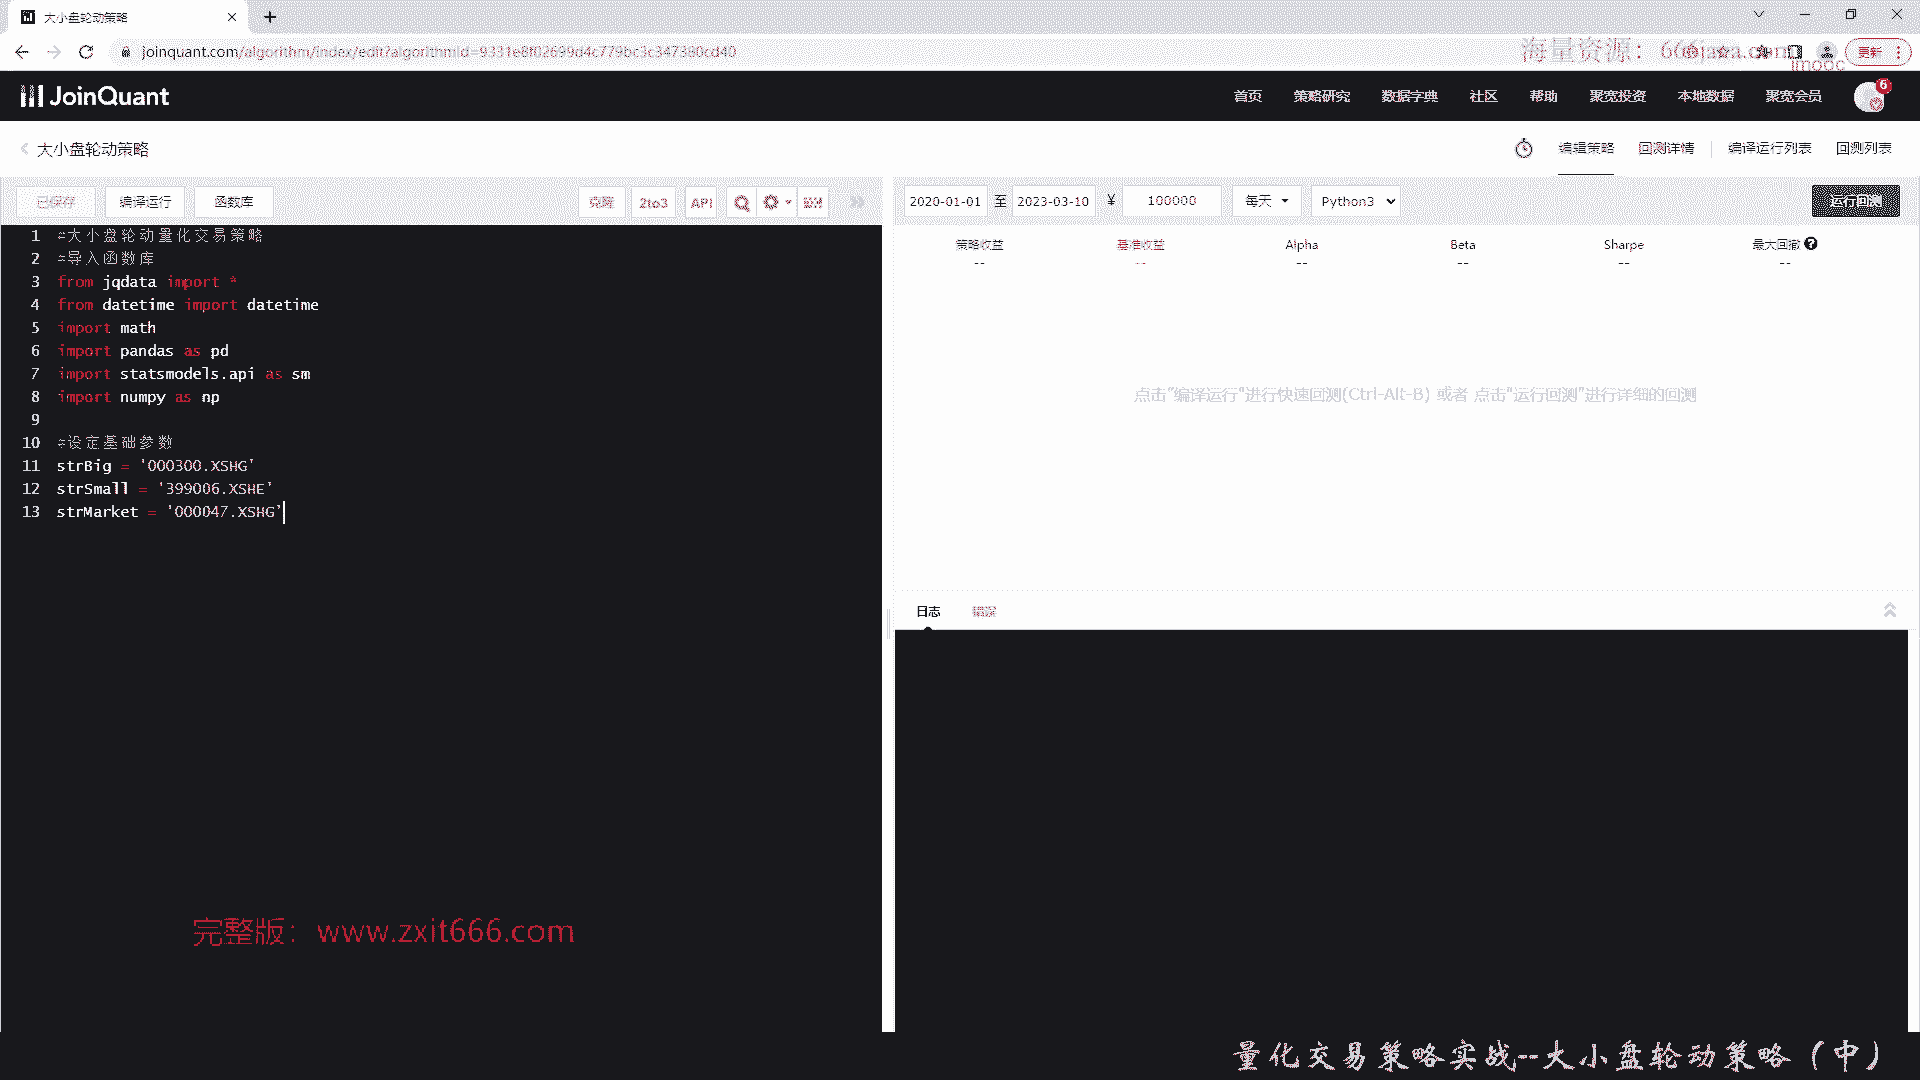 大小盘轮动策略
joinquant.com/algorithm/index/edit?algorithmId=9331e8f02699d4c779bc3c347380cd40
海量资源：666java.com
更新
imooc
JoinQuant
首页 策略研究 数据字典 社区 帮助 聚宽投资 本地数据 聚宽会员 6
大小盘轮动策略
编辑策略 回测详情 编译运行列表 回测列表
已保存 编译运行 函数库 克隆 2to3 API
2020-01-01 至 2023-03-10 ¥ 100000 每天 Python3 运行回测
策略收益 基准收益 Alpha Beta Sharpe 最大回撤
-- -- -- -- -- --
1 #大小盘轮动量化交易策略
2 #导入函数库
3 from jqdata import *
4 from datetime import datetime
5 import math
6 import pandas as pd
7 import statsmodels.api as sm
8 import numpy as np
9
10 #设定基础参数
11 strBig = '000300.XSHG'
12 strSmall = '399006.XSHE'
13 strMarket = '000047.XSHG'
点击"编译运行"进行快速回测(Ctrl-Alt-B) 或者 点击"运行回测"进行详细的回测
日志 错误
完整版：www.zxit666.com
量化交易策略实战--大小盘轮动策略（中）